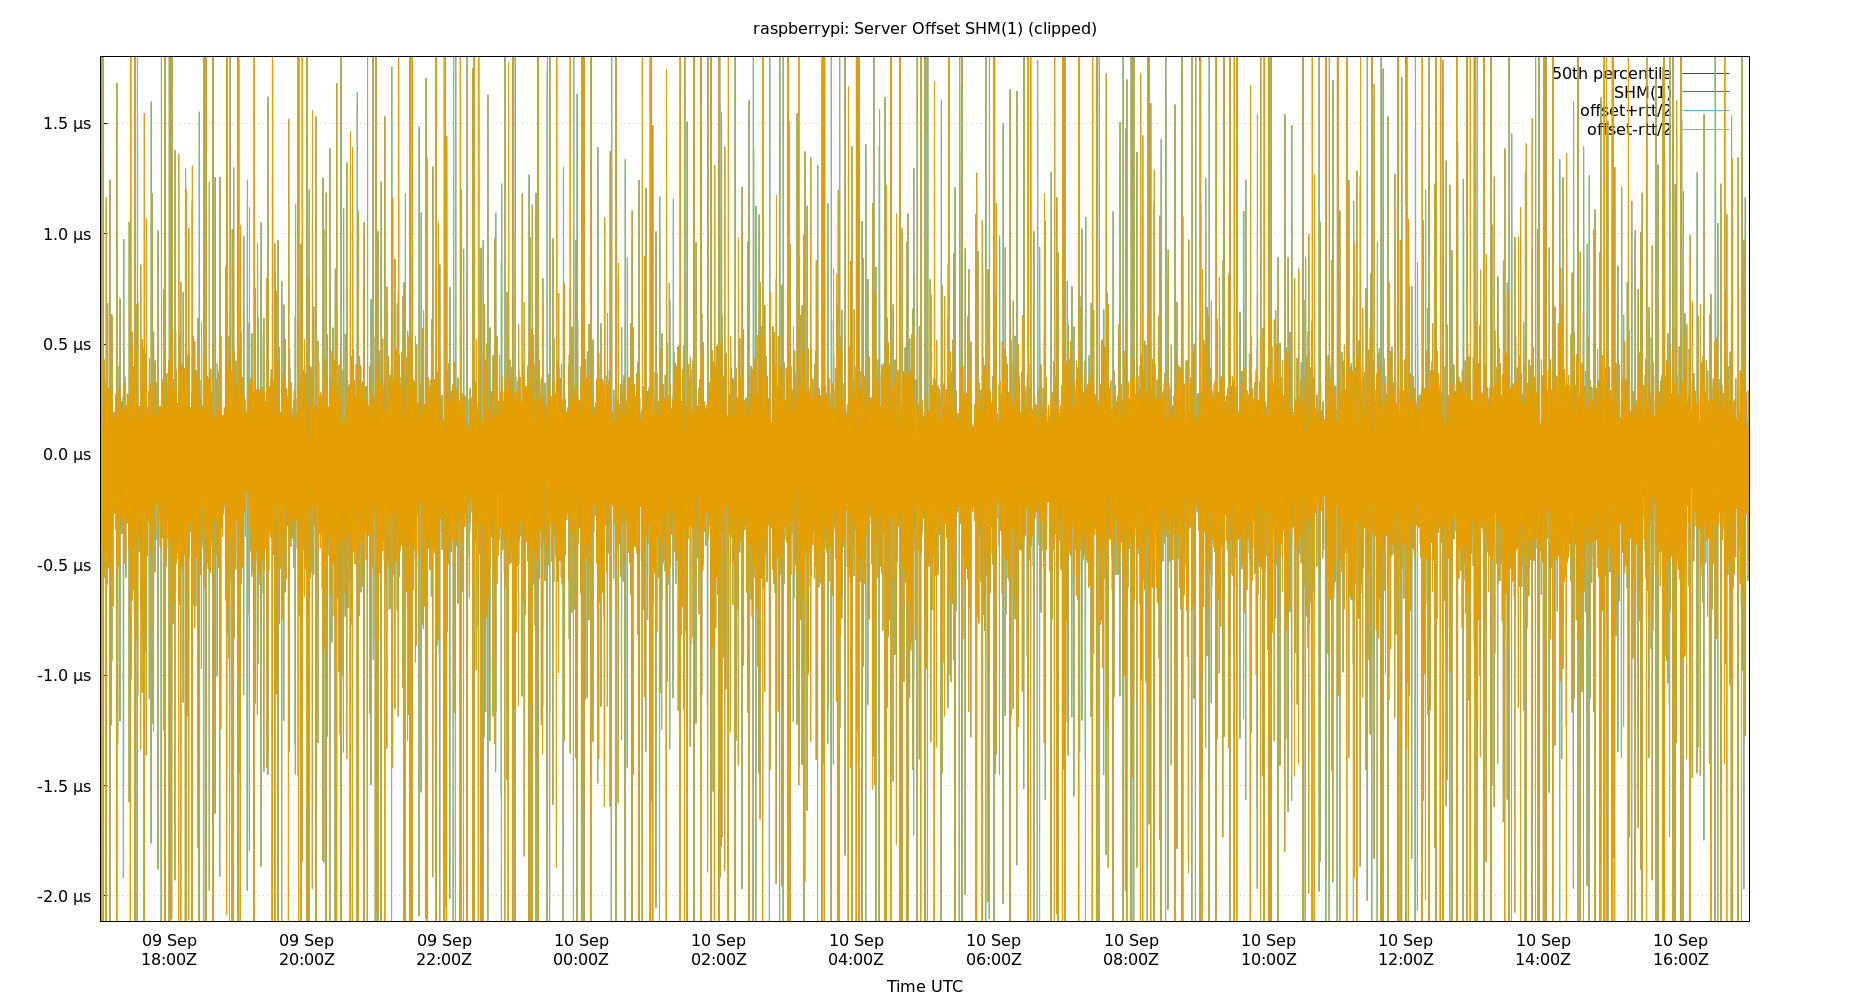 raspberrypi: Server Offset SHM(1) (clipped)
50th percentile
SHM(1)
offset+rtt/2
offset-rtt/2
1.5 µs
1.0 µs
0.5 µs
0.0 µs
-0.5 µs
-1.0 µs
-1.5 µs
-2.0 µs
09 Sep 09 Sep 09 Sep 10 Sep 10 Sep 10 Sep 10 Sep 10 Sep 10 Sep 10 Sep 10 Sep 10 Sep
18:00Z 20:00Z 22:00Z 00:00Z 02:00Z 04:00Z 06:00Z 08:00Z 10:00Z 12:00Z 14:00Z 16:00Z
Time UTC